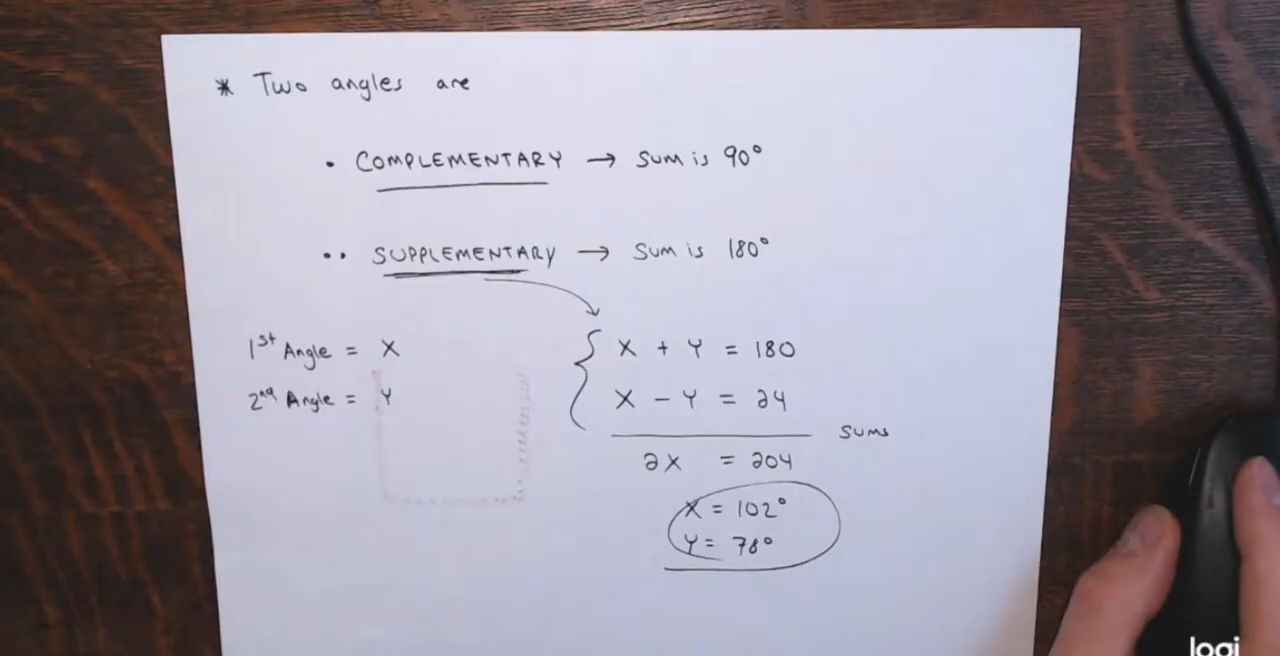 * Two angles are
• COMPLEMENTARY → Sum is 90°
•• SUPPLEMENTARY → Sum is 180°
1st Angle = X
2nd Angle = Y
X + Y = 180
X - Y = 24
sums
2X = 204
X = 102°
Y = 78°
logi